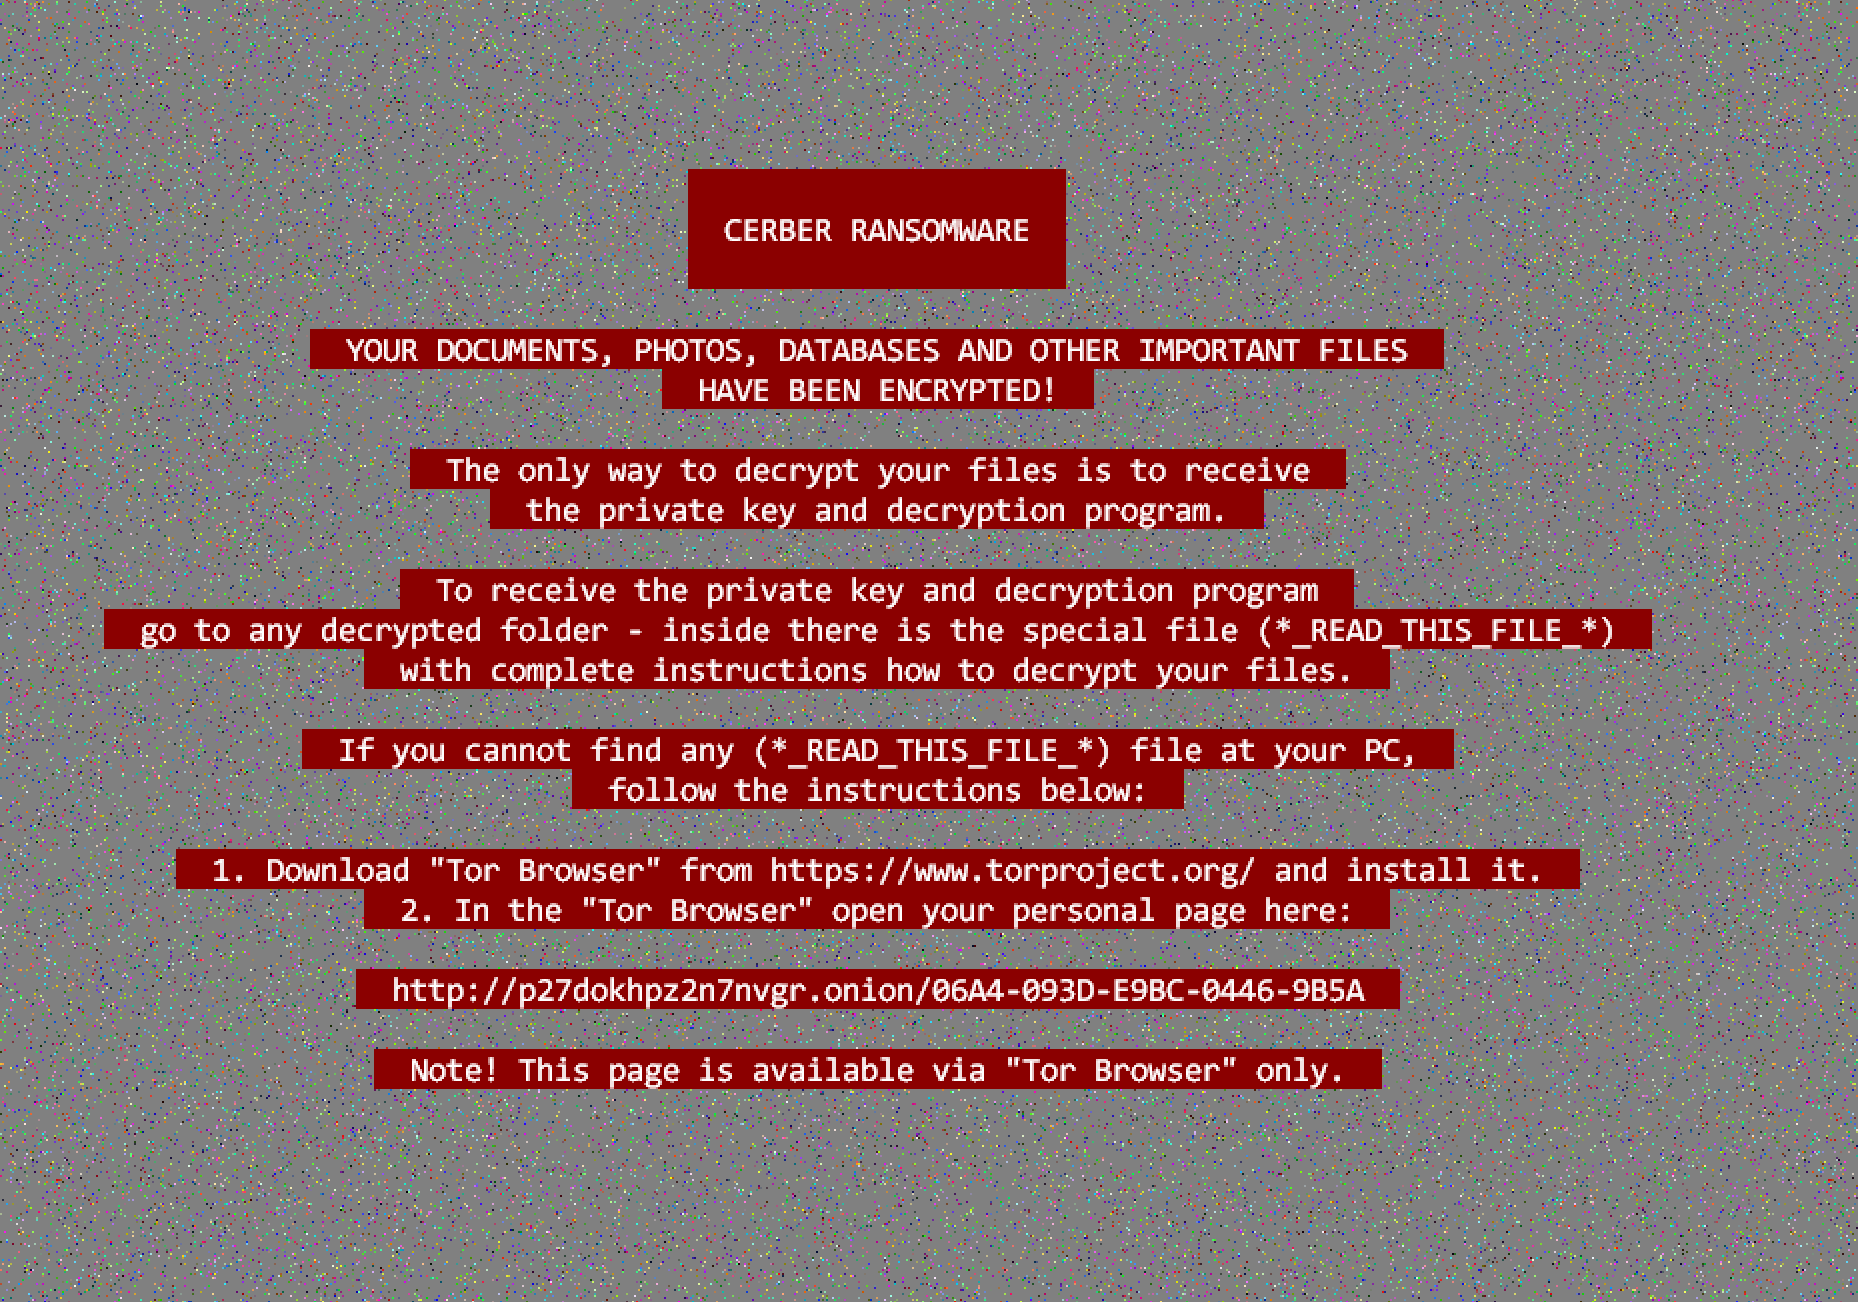 CERBER RANSOMWARE
YOUR DOCUMENTS, PHOTOS, DATABASES AND OTHER IMPORTANT FILES
HAVE BEEN ENCRYPTED!
The only way to decrypt your files is to receive
the private key and decryption program.
To receive the private key and decryption program
go to any decrypted folder - inside there is the special file (*_READ_THIS_FILE_*)
with complete instructions how to decrypt your files.
If you cannot find any (*_READ_THIS_FILE_*) file at your PC,
follow the instructions below:
1. Download "Tor Browser" from https://www.torproject.org/ and install it.
2. In the "Tor Browser" open your personal page here:
http://p27dokhpz2n7nvgr.onion/06A4-093D-E9BC-0446-9B5A
Note! This page is available via "Tor Browser" only.